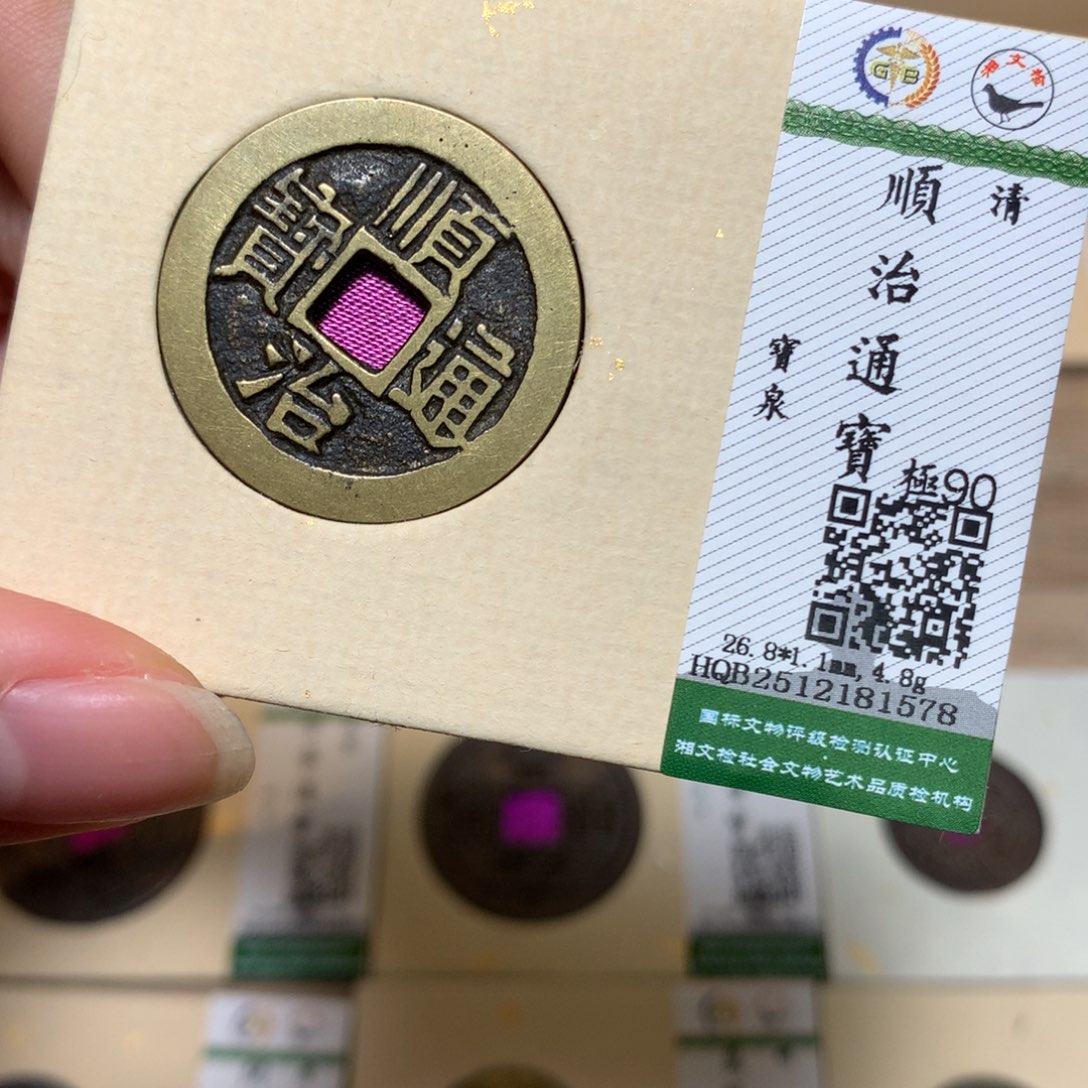 順治通寶
GB
湘文检
清
順治通寶
寶泉
極90
26.8*1.1mm,4.8g
HQB2512181578
国标文物评级检测认证中心
湘文检社会文物艺术品质检机构